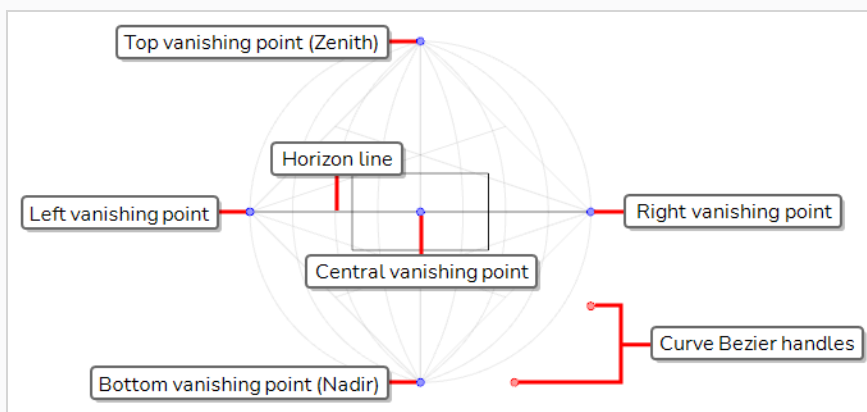 Top vanishing point (Zenith)
Horizon line
Left vanishing point
Right vanishing point
Central vanishing point
Curve Bezier handles
Bottom vanishing point (Nadir)